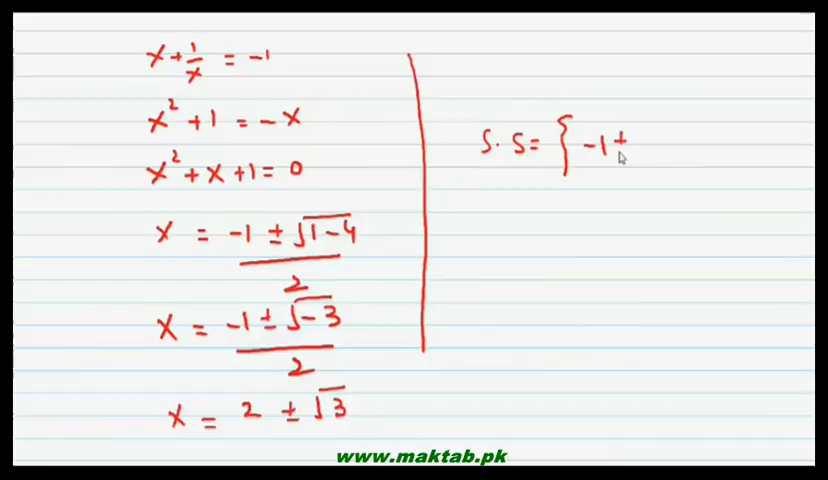 x + 1/x = -1
x² + 1 = -x
x² + x + 1 = 0
x = (-1 ± √(1-4))/2
x = (-1 ± √(-3))/2
x = 2 ± √3
S.S = { -1 +
www.maktab.pk